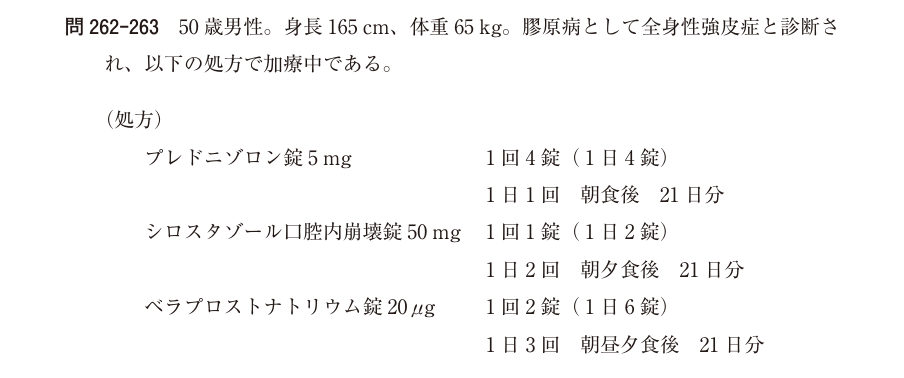 問 262-263　50 歳男性。身長 165 cm、体重 65 kg。膠原病として全身性強皮症と診断さ
れ、以下の処方で加療中である。
（処方）
プレドニゾロン錠 5 mg　1 回 4 錠（1 日 4 錠）
1 日 1 回　朝食後　21 日分
シロスタゾール口腔内崩壊錠 50 mg　1 回 1 錠（1 日 2 錠）
1 日 2 回　朝夕食後　21 日分
ベラプロストナトリウム錠 20 μg　1 回 2 錠（1 日 6 錠）
1 日 3 回　朝昼夕食後　21 日分